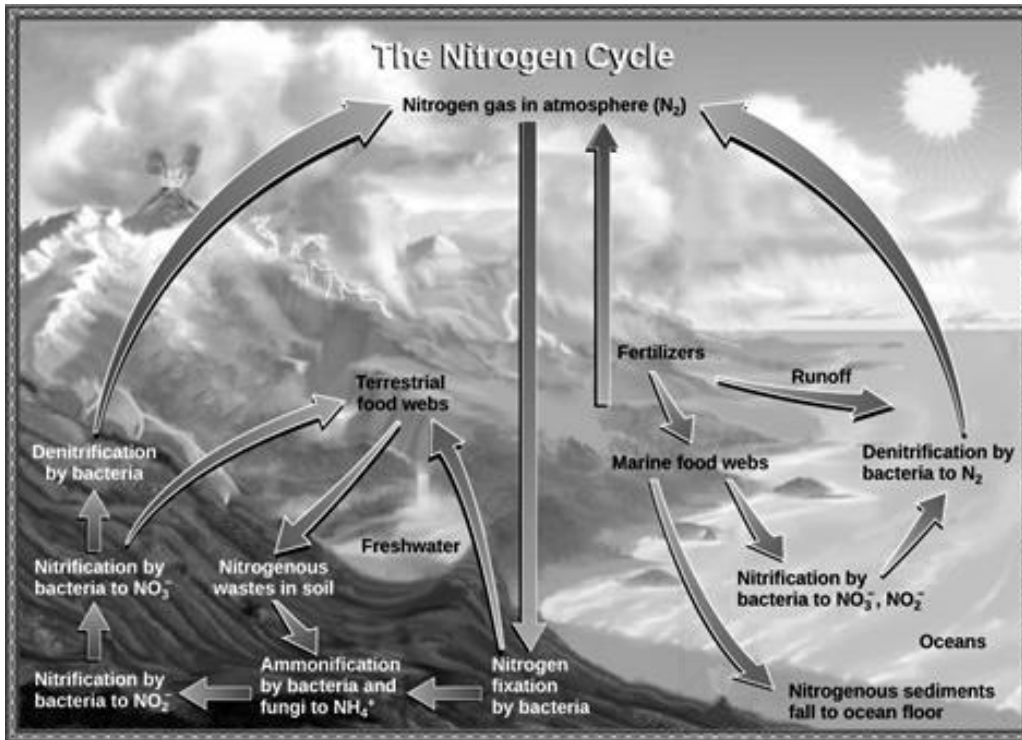 The Nitrogen Cycle
Nitrogen gas in atmosphere (N₂)
Fertilizers
Runoff
Terrestrial
food webs
Denitrification
by bacteria
Marine food webs
Denitrification by
bacteria to N₂
Freshwater
Nitrification by
bacteria to NO₃⁻
Nitrogenous
wastes in soil
Nitrification by
bacteria to NO₃⁻, NO₂⁻
Oceans
Nitrification by
bacteria to NO₂⁻
Ammonification
by bacteria and
fungi to NH₄⁺
Nitrogen
fixation
by bacteria
Nitrogenous sediments
fall to ocean floor